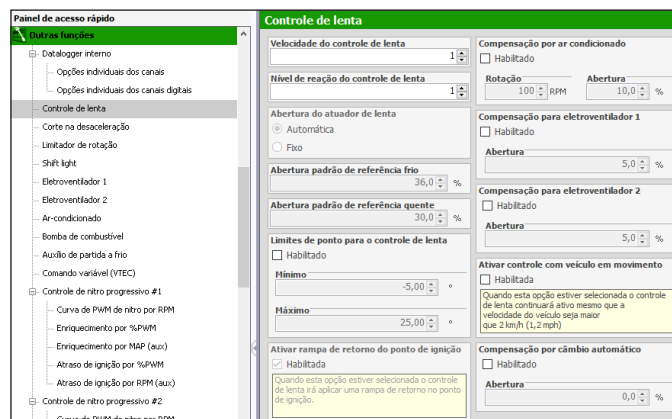 Painel de acesso rápido
Outras funções
Datalogger interno
Opções individuais dos canais
Opções individuais dos canais digitais
Controle de lenta
Corte na desaceleração
Limitador de rotação
Shift light
Eletroventilador 1
Eletroventilador 2
Ar-condicionado
Bomba de combustível
Auxílio de partida a frio
Comando variável (VTEC)
Controle de nitro progressivo #1
Curva de PWM de nitro por RPM
Enriquecimento por %PWM
Enriquecimento por MAP (aux)
Atraso de ignição por %PWM
Atraso de ignição por RPM (aux)
Controle de nitro progressivo #2
Curva de PWM de nitro por RPM
Controle de lenta
Velocidade do controle de lenta
1
Nível de reação do controle de lenta
1
Abertura do atuador de lenta
Automática
Fixo
Abertura padrão de referência frio
36,0 %
Abertura padrão de referência quente
30,0 %
Limites de ponto para o controle de lenta
Habilitado
Mínimo
-5,00 °
Máximo
25,00 °
Ativar rampa de retorno do ponto de ignição
Habilitada
Quando esta opção estiver selecionada o controle
de lenta irá aplicar uma rampa de retorno no ponto
de ignição.
Compensação por ar condicionado
Habilitado
Rotação Abertura
100 RPM 10,0 %
Compensação para eletroventilador 1
Habilitado
Abertura
5,0 %
Compensação para eletroventilador 2
Habilitado
Abertura
5,0 %
Ativar controle com veículo em movimento
Habilitada
Quando esta opção estiver selecionada o controle
de lenta continuará ativo mesmo que a
velocidade do veículo seja maior
que 2 km/h (1,2 mph)
Compensação por câmbio automático
Habilitado
Abertura
0,0 %